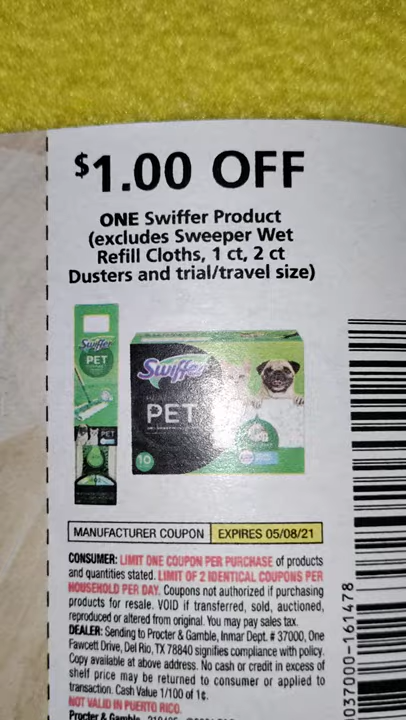 $1.00 OFF
ONE Swiffer Product
(excludes Sweeper Wet
Refill Cloths, 1 ct, 2 ct
Dusters and trial/travel size)
Swiffer
PET
PET
Swiffer
PET
10
MANUFACTURER COUPON EXPIRES 05/08/21
CONSUMER: LIMIT ONE COUPON PER PURCHASE of products
and quantities stated. LIMIT OF 2 IDENTICAL COUPONS PER
HOUSEHOLD PER DAY. Coupons not authorized if purchasing
products for resale. VOID if transferred, sold, auctioned,
reproduced or altered from original. You may pay sales tax.
DEALER: Sending to Procter & Gamble, Inmar Dept. # 37000, One
Fawcett Drive, Del Rio, TX 78840 signifies compliance with policy.
Copy available at above address. No cash or credit in excess of
shelf price may be returned to consumer or applied to
transaction. Cash Value 1/100 of 1¢.
NOT VALID IN PUERTO RICO.
Procter & Gamble
037000-161478